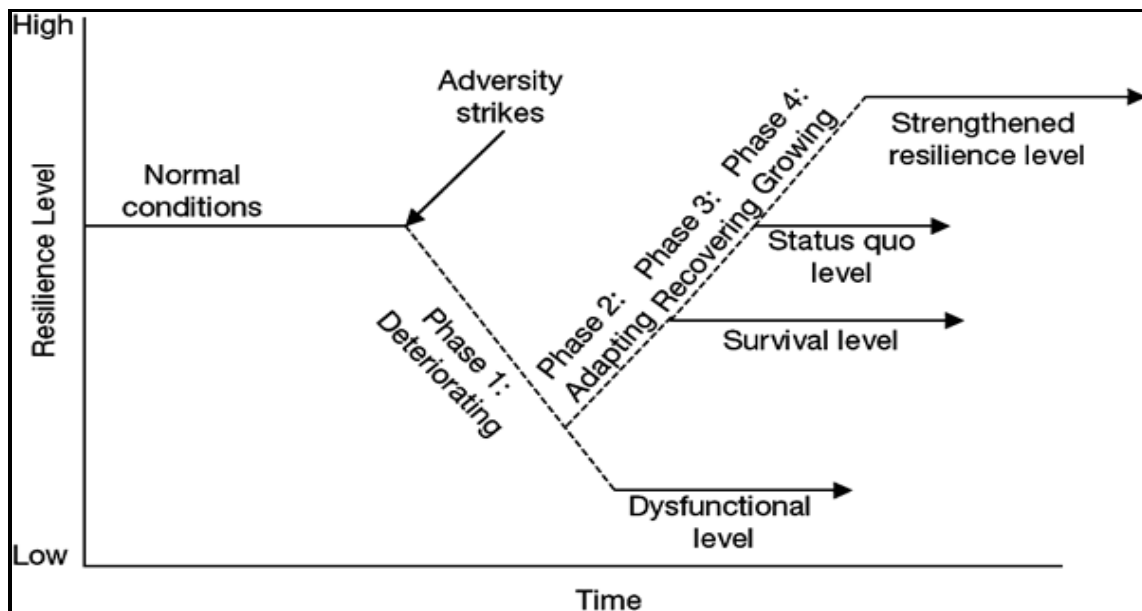 High
Adversity
strikes
Normal
conditions
Resilience Level
Phase 1:
Deteriorating
Phase 2: Phase 3: Phase 4:
Adapting Recovering Growing
Strengthened
resilience level
Status quo
level
Survival level
Dysfunctional
level
Low
Time